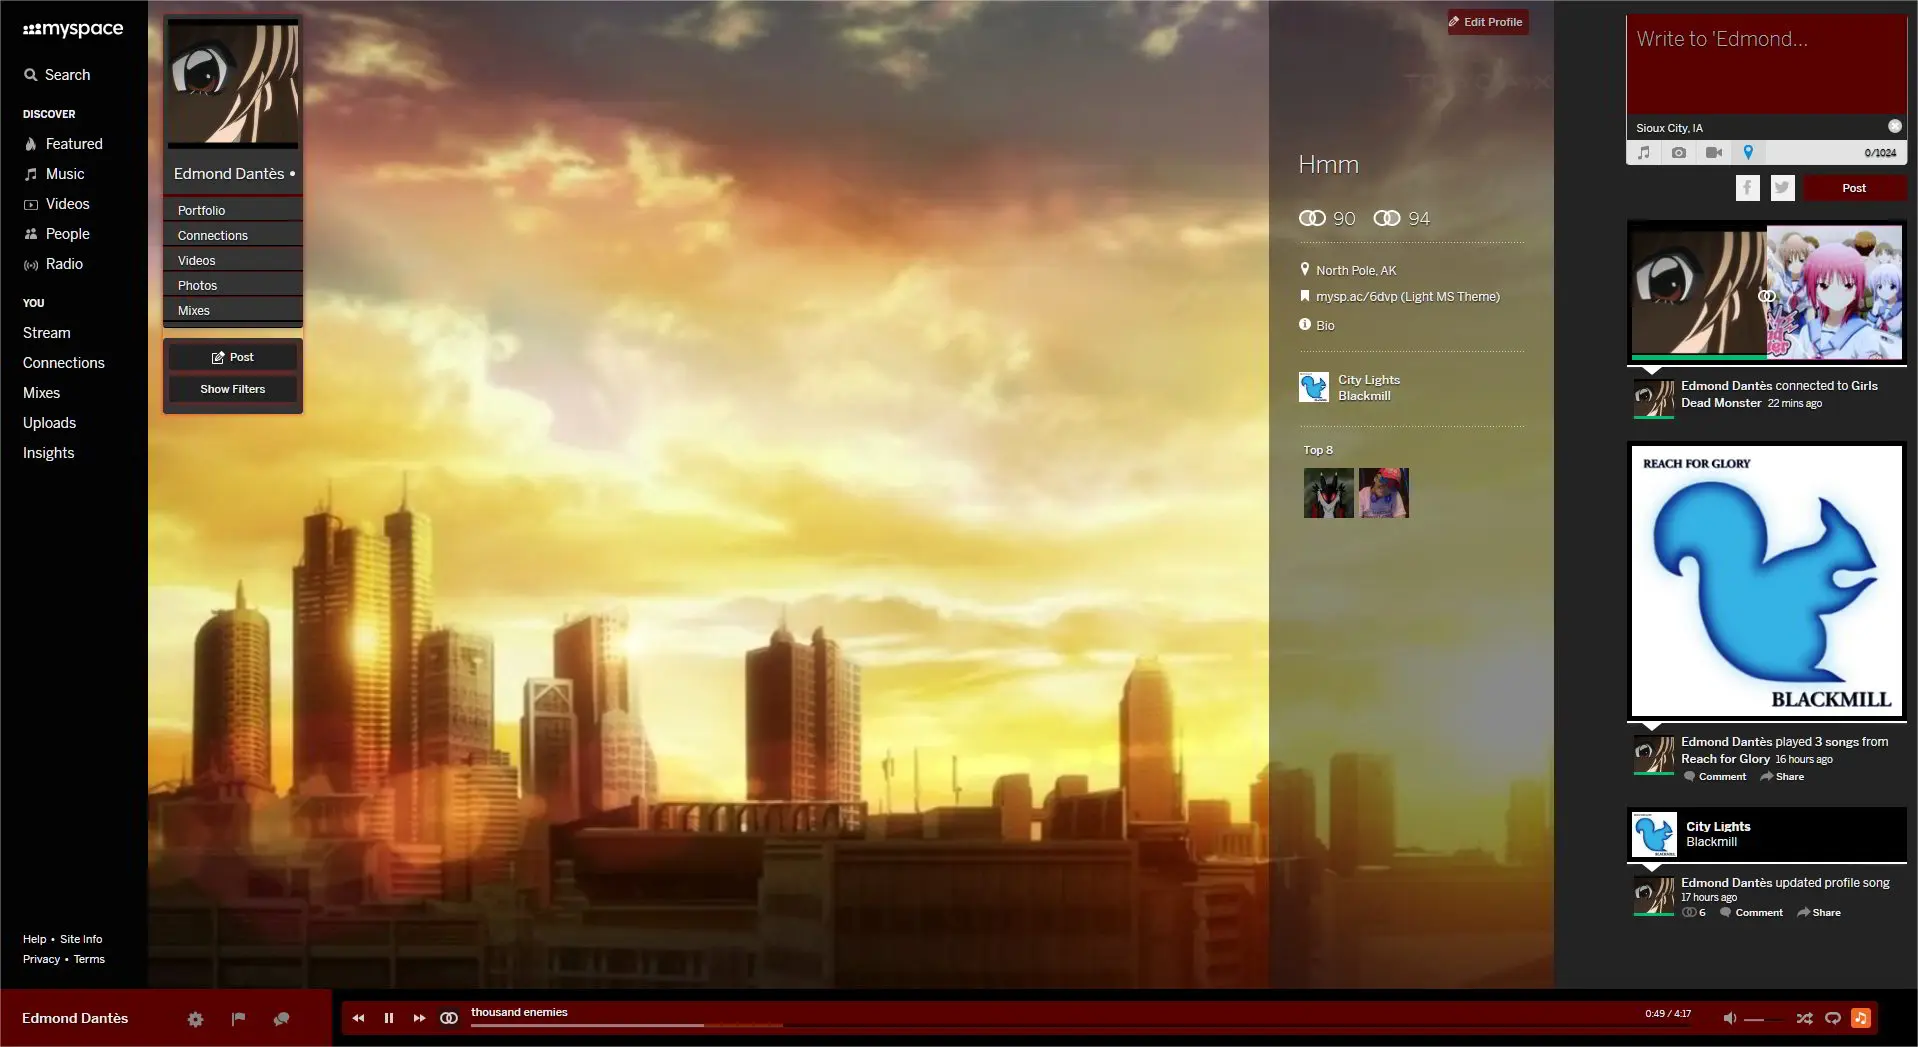 myspace
Search
DISCOVER
Featured
Music
Videos
People
Radio
YOU
Stream
Connections
Mixes
Uploads
Insights
Help • Site Info
Privacy • Terms
Edmond Dantès •
Portfolio
Connections
Videos
Photos
Mixes
Post
Show Filters
Edit Profile
Hmm
90 94
North Pole, AK
mysp.ac/6dvp (Light MS Theme)
Bio
City Lights
Blackmill
Top 8
Write to 'Edmond...
Sioux City, IA
0/1024
Post
Edmond Dantès connected to Girls
Dead Monster 22 mins ago
REACH FOR GLORY
BLACKMILL
Edmond Dantès played 3 songs from
Reach for Glory 16 hours ago
Comment Share
City Lights
Blackmill
Edmond Dantès updated profile song
17 hours ago
6 Comment Share
Edmond Dantès
thousand enemies
0:49 / 4:17